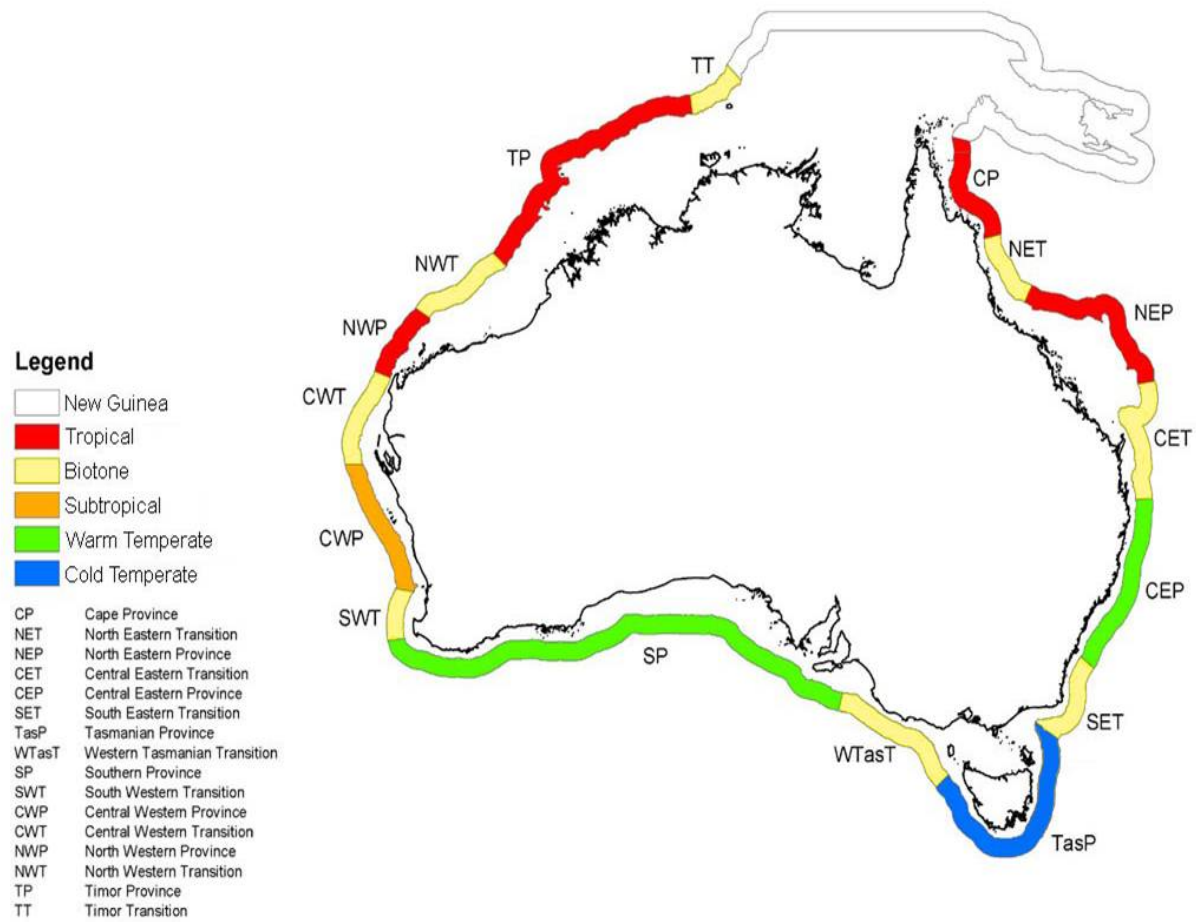 TT
TP
CP
NWT
NET
NWP
NEP
CWT
CET
CWP
CEP
SWT
SP
SET
WTasT
TasP
Legend
New Guinea
Tropical
Biotone
Subtropical
Warm Temperate
Cold Temperate
CP Cape Province
NET North Eastern Transition
NEP North Eastern Province
CET Central Eastern Transition
CEP Central Eastern Province
SET South Eastern Transition
TasP Tasmanian Province
WTasT Western Tasmanian Transition
SP Southern Province
SWT South Western Transition
CWP Central Western Province
CWT Central Western Transition
NWP North Western Province
NWT North Western Transition
TP Timor Province
TT Timor Transition